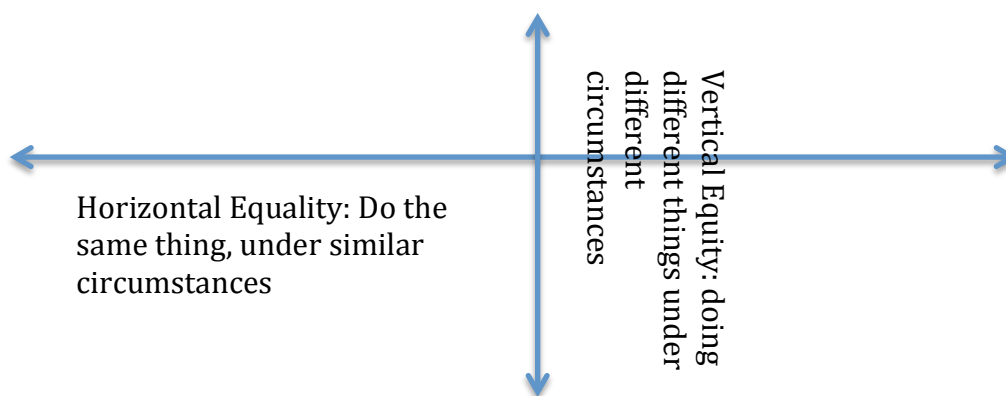 Horizontal Equality: Do the
same thing, under similar
circumstances
Vertical Equity: doing
different things under
different
circumstances